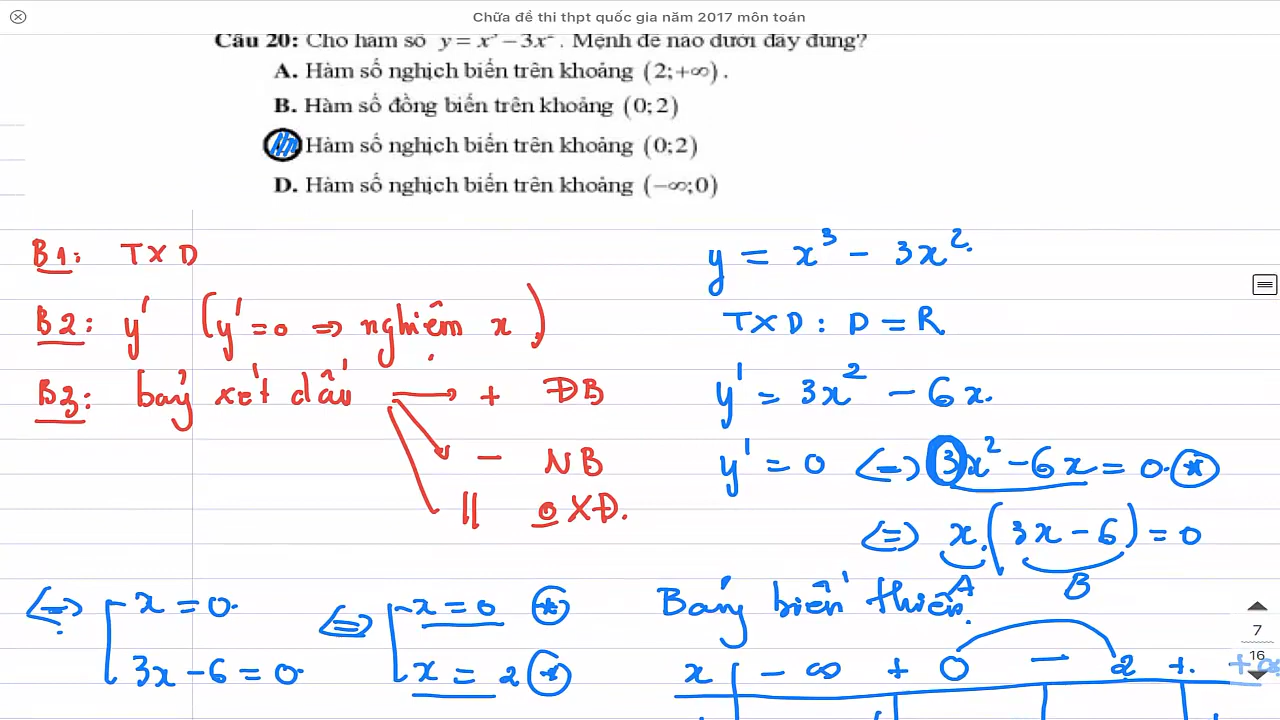 Chữa đề thi thpt quốc gia năm 2017 môn toán
Câu 20: Cho hàm số y = x³ − 3x². Mệnh đề nào dưới đây đúng?
A. Hàm số nghịch biến trên khoảng (2;+∞).
B. Hàm số đồng biến trên khoảng (0;2)
Hàm số nghịch biến trên khoảng (0;2)
D. Hàm số nghịch biến trên khoảng (−∞;0)
B1: TXD
B2: y' (y'=0 => nghiệm x)
B3: bảng xét dấu → + ĐB
− NB
|| 0 XĐ.
y = x³ − 3x².
TXD: D = R
y' = 3x² − 6x.
y' = 0 <=> 3x² − 6x = 0. (*)
<=> x.(3x − 6) = 0
A B
<=> [ x = 0.
3x − 6 = 0.
<=> [ x = 0 (*)
x = 2 (*)
Bảng biến thiên.
x | − ∞ + 0 − 2 +. + ∞
7
16